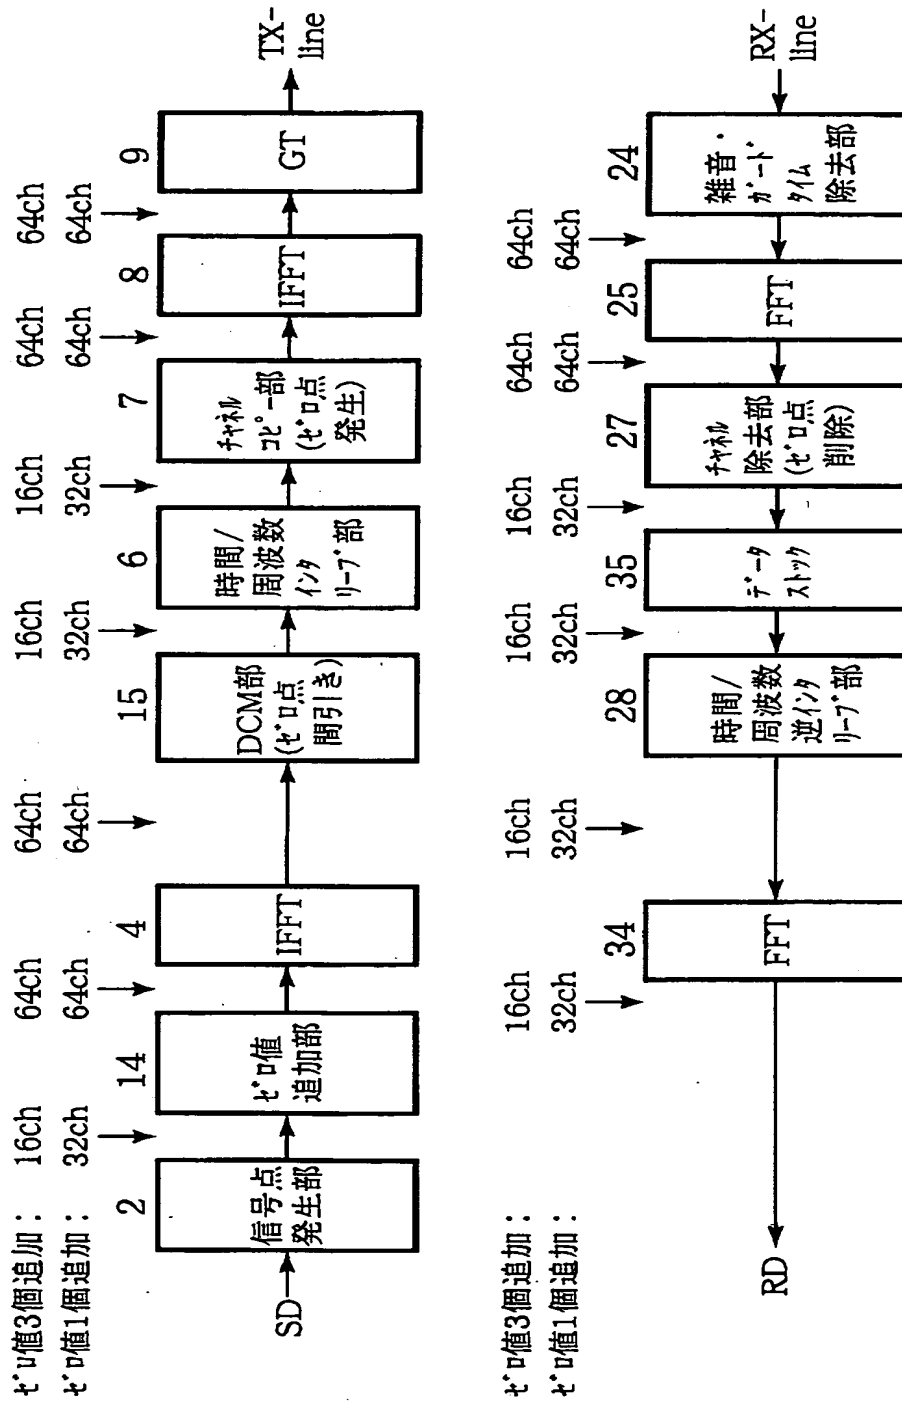 ｾﾞﾛ値3個追加：
16ch
64ch
64ch
16ch
16ch
64ch
64ch
ｾﾞﾛ値1個追加：
32ch
64ch
64ch
32ch
32ch
64ch
64ch
2
14
4
15
6
7
8
9
SD
信号点
発生部
ｾﾞﾛ値
追加部
IFFT
DCM部
(ｾﾞﾛ点
間引き)
時間/
周波数
ｲﾝﾀ
ﾘｰﾌﾞ部
ﾁｬﾈﾙ
ｺﾋﾟｰ部
(ｾﾞﾛ点
発生)
IFFT
GT
TX-
line
ｾﾞﾛ値3個追加：
16ch
16ch
16ch
16ch
64ch
64ch
ｾﾞﾛ値1個追加：
32ch
32ch
32ch
32ch
64ch
64ch
34
28
35
27
25
24
RD
FFT
時間/
周波数
逆ｲﾝﾀ
ﾘｰﾌﾞ部
ﾃﾞｰﾀ
ｽﾄｯｸ
ﾁｬﾈﾙ
除去部
(ｾﾞﾛ点
削除)
FFT
雑音・
ｶﾞｰﾄﾞ
ﾀｲﾑ
除去部
RX-
line